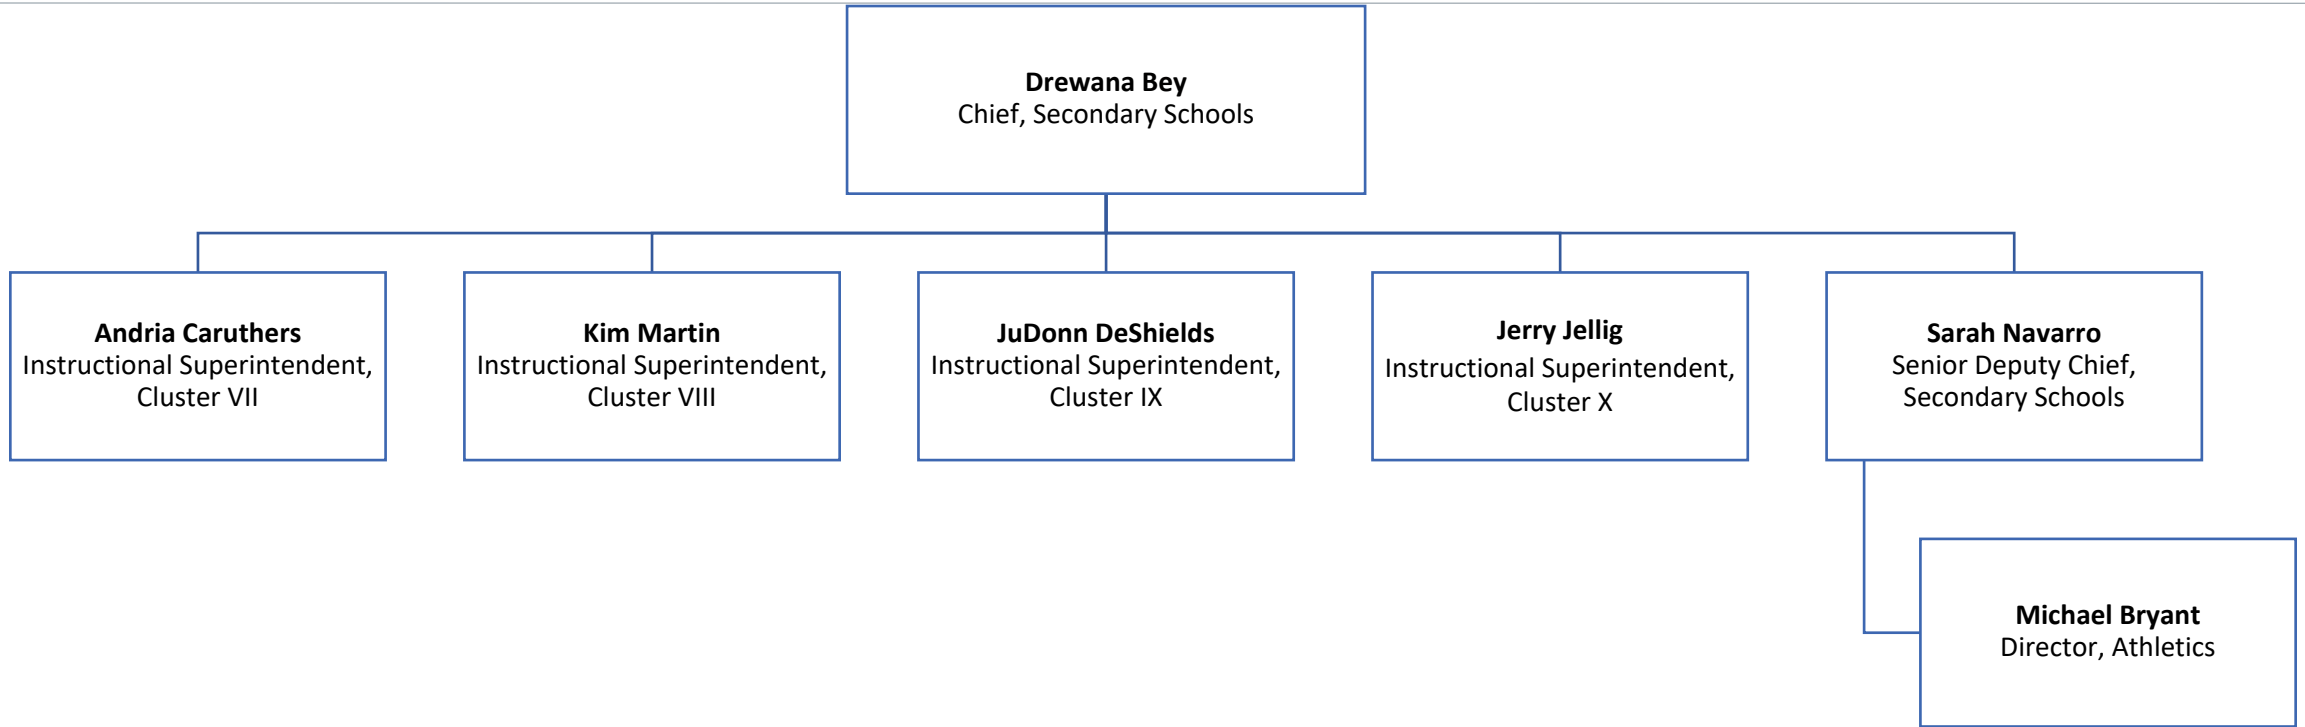 Drewana Bey
Chief, Secondary Schools
Andria Caruthers
Instructional Superintendent,
Cluster VII
Kim Martin
Instructional Superintendent,
Cluster VIII
JuDonn DeShields
Instructional Superintendent,
Cluster IX
Jerry Jellig
Instructional Superintendent,
Cluster X
Sarah Navarro
Senior Deputy Chief,
Secondary Schools
Michael Bryant
Director, Athletics